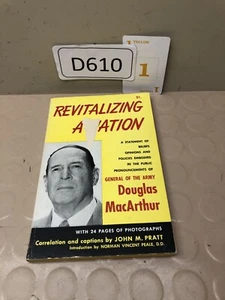 D610
YELLOW
1
$1
REVITALIZING
A NATION
A STATEMENT OF
BELIEFS
OPINIONS AND
POLICIES EMBODIED
IN THE PUBLIC
PRONOUNCEMENTS OF
GENERAL OF THE ARMY
Douglas
MacArthur
WITH 24 PAGES OF PHOTOGRAPHS
Correlation and captions by JOHN M. PRATT
Introduction by NORMAN VINCENT PEALE, D.D.